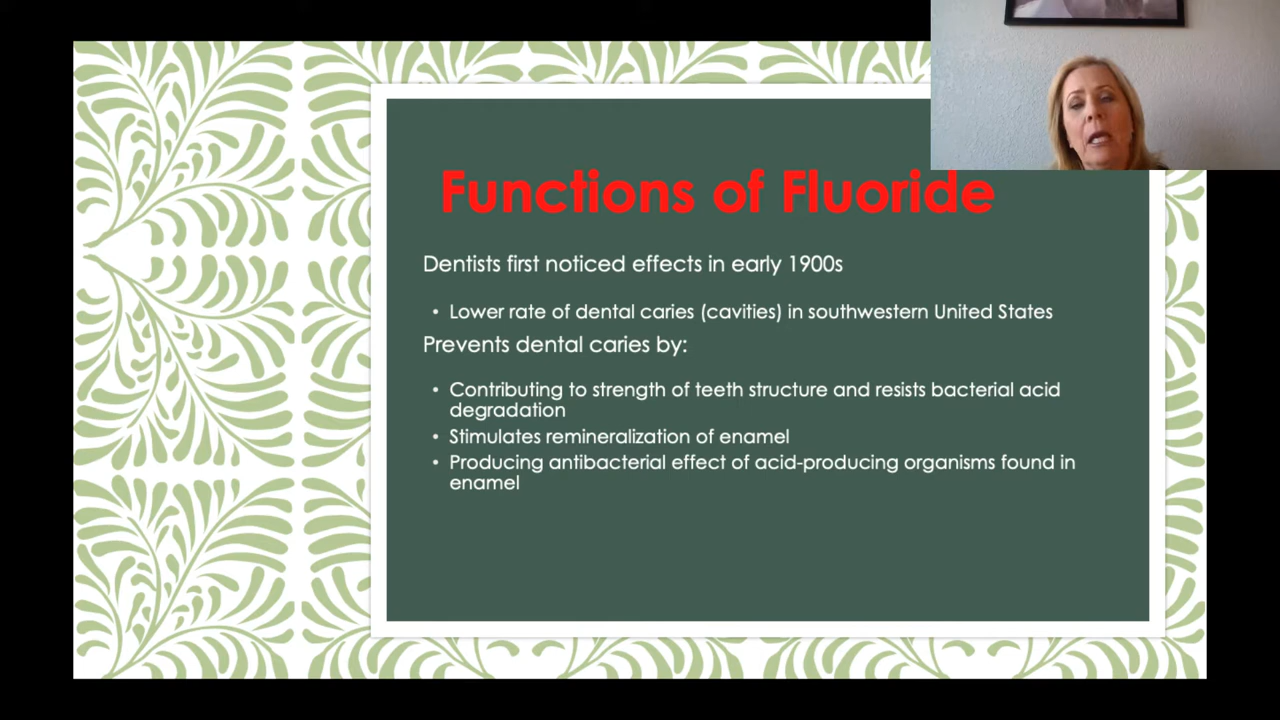 Functions of Fluoride
Dentists first noticed effects in early 1900s
• Lower rate of dental caries (cavities) in southwestern United States
Prevents dental caries by:
• Contributing to strength of teeth structure and resists bacterial acid
degradation
• Stimulates remineralization of enamel
• Producing antibacterial effect of acid-producing organisms found in
enamel